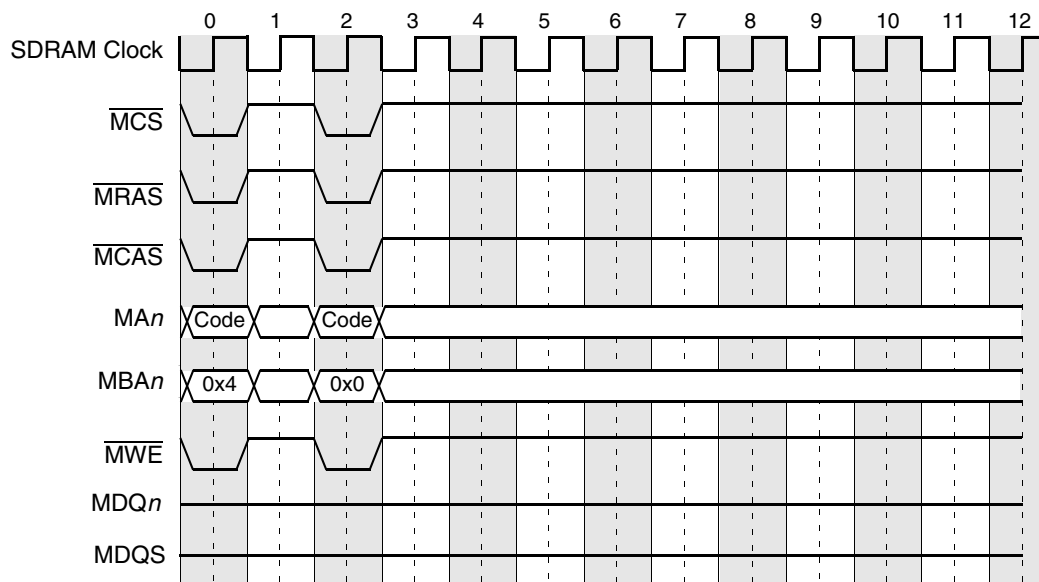 0 1 2 3 4 5 6 7 8 9 10 11 12
SDRAM Clock
MCS
MRAS
MCAS
MAn Code Code
MBAn 0x4 0x0
MWE
MDQn
MDQS